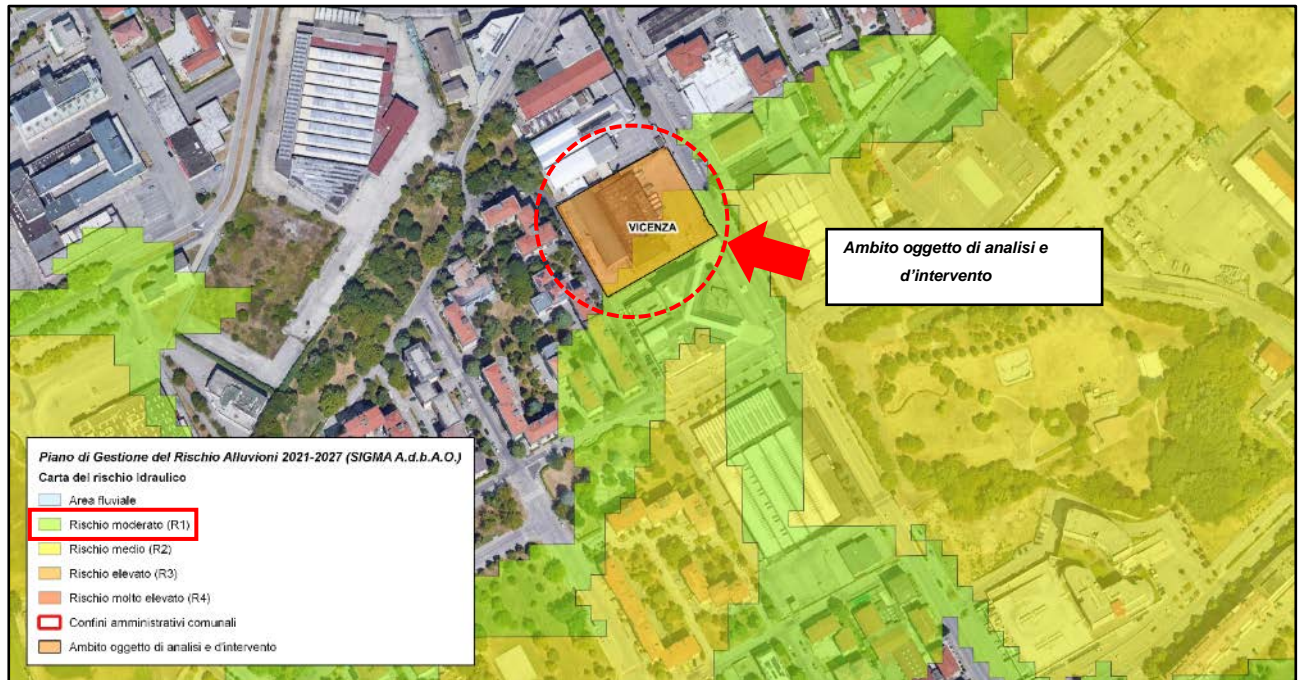 VICENZA
Ambito oggetto di analisi e
d'intervento
Piano di Gestione del Rischio Alluvioni 2021-2027 (SIGMA A.d.b.A.O.)
Carta del rischio Idraulico
Area fluviale
Rischio moderato (R1)
Rischio medio (R2)
Rischio elevato (R3)
Rischio molto elevato (R4)
Confini amministrativi comunali
Ambito oggetto di analisi e d'intervento